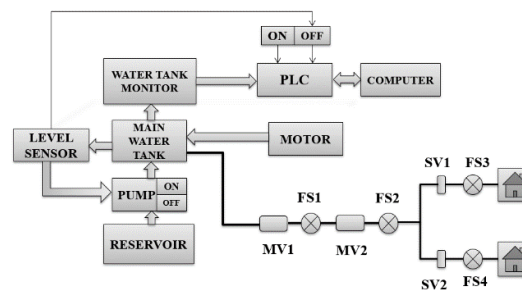 ON OFF
WATER TANK
MONITOR
PLC
COMPUTER
LEVEL
SENSOR
MAIN
WATER
TANK
MOTOR
PUMP
ON
OFF
RESERVOIR
SV1
FS3
FS1
FS2
MV1
MV2
SV2
FS4